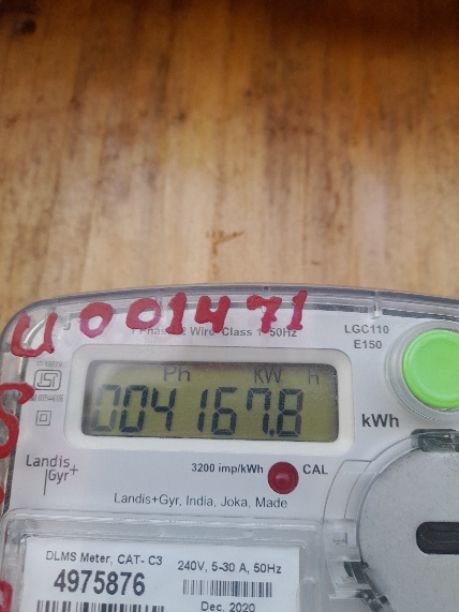 U001471
1 Phase 2 Wire Class 1 50Hz
LGC110
E150
ISI
Ph KW h
004167.8
kWh
Landis+
Gyr
3200 imp/kWh
CAL
Landis+Gyr, India, Joka, Made
DLMS Meter, CAT- C3
240V, 5-30 A, 50Hz
4975876
Dec. 2020